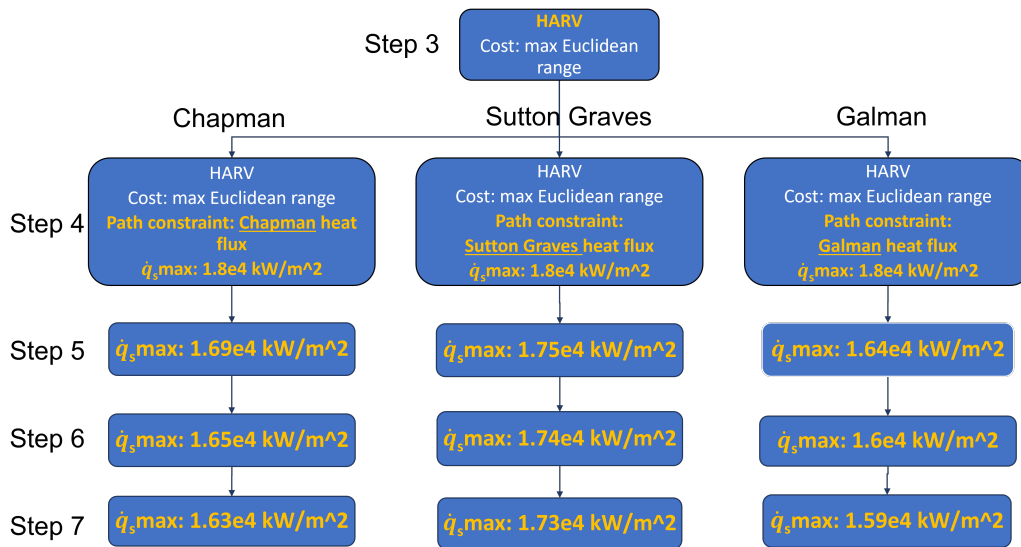 HARV
Step 3
Cost: max Euclidean
range
Chapman
Sutton Graves
Galman
Step 4
HARV
Cost: max Euclidean range
Path constraint: Chapman heat
flux
q̇ₛmax: 1.8e4 kW/m^2
HARV
Cost: max Euclidean range
Path constraint:
Sutton Graves heat flux
q̇ₛmax: 1.8e4 kW/m^2
HARV
Cost: max Euclidean range
Path constraint:
Galman heat flux
q̇ₛmax: 1.8e4 kW/m^2
Step 5
q̇ₛmax: 1.69e4 kW/m^2
q̇ₛmax: 1.75e4 kW/m^2
q̇ₛmax: 1.64e4 kW/m^2
Step 6
q̇ₛmax: 1.65e4 kW/m^2
q̇ₛmax: 1.74e4 kW/m^2
q̇ₛmax: 1.6e4 kW/m^2
Step 7
q̇ₛmax: 1.63e4 kW/m^2
q̇ₛmax: 1.73e4 kW/m^2
q̇ₛmax: 1.59e4 kW/m^2